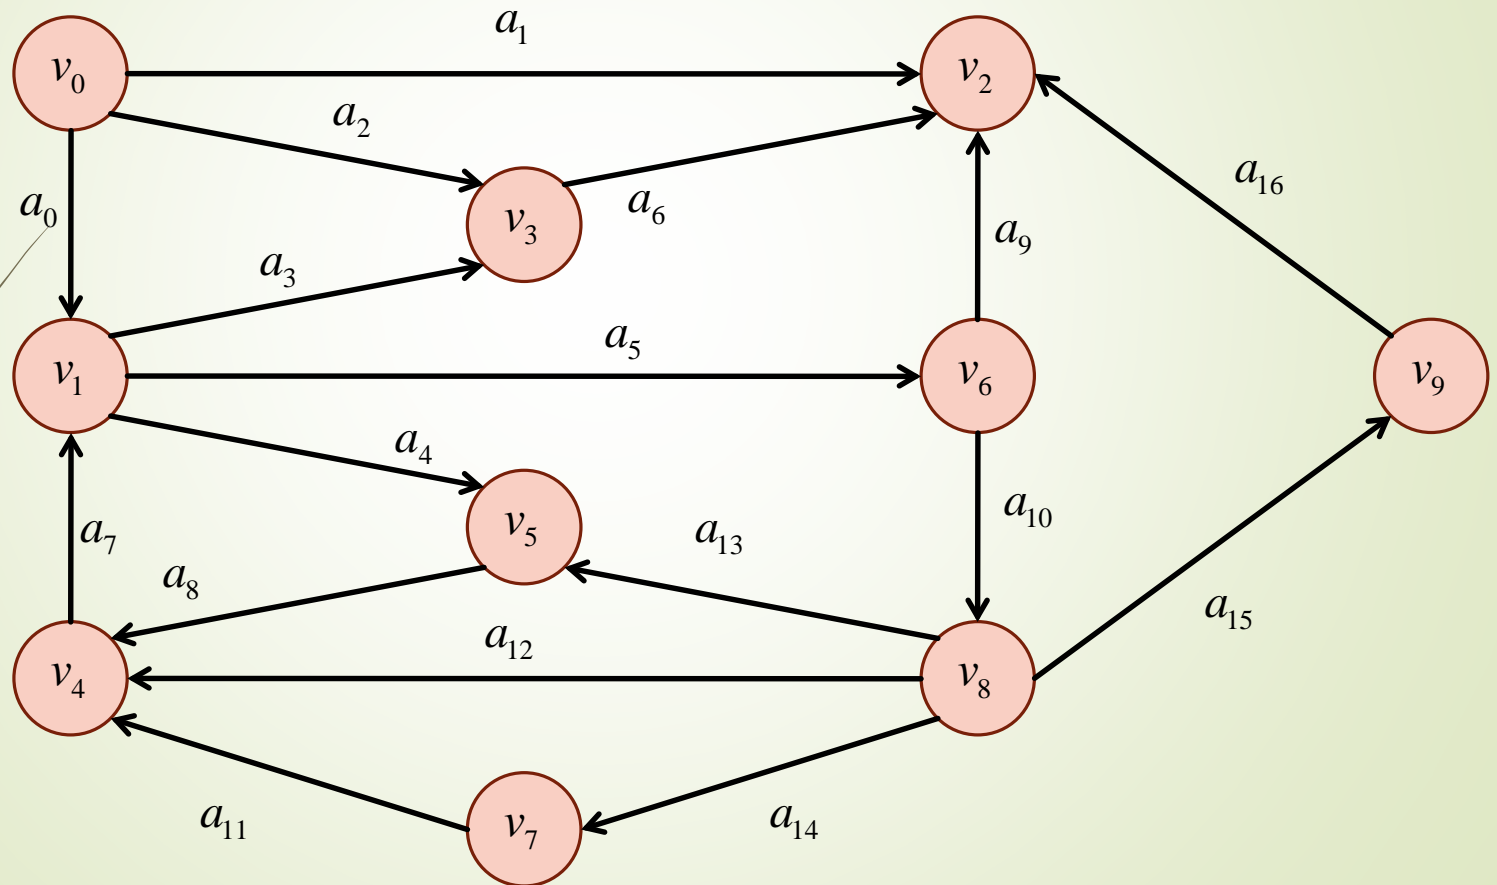 a₁
v₀
v₂
a₂
a₁₆
a₀
a₆
v₃
a₉
a₃
a₅
v₁
v₆
v₉
a₄
a₁₀
a₇
v₅
a₁₃
a₈
a₁₅
a₁₂
v₄
v₈
a₁₁
v₇
a₁₄